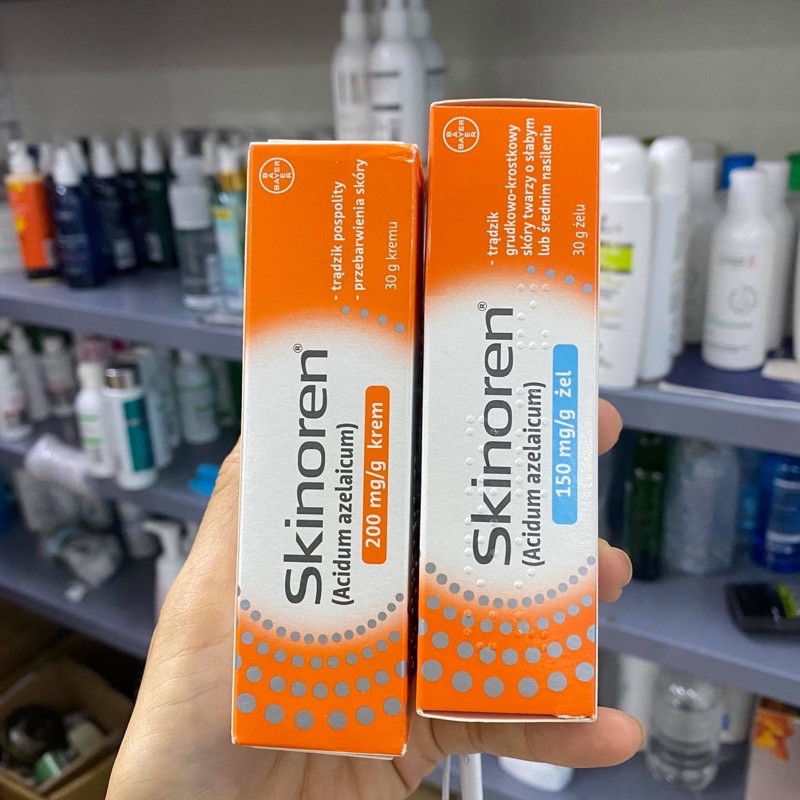 BAYER
- trądzik pospolity
- przebarwienia skóry
30 g kremu
Skinoren®
(Acidum azelaicum)
200 mg/g krem
BAYER
- trądzik
grudkowo-krostkowy
skóry twarzy o słabym
lub średnim nasileniu
30 g żelu
Skinoren®
(Acidum azelaicum)
150 mg/g żel